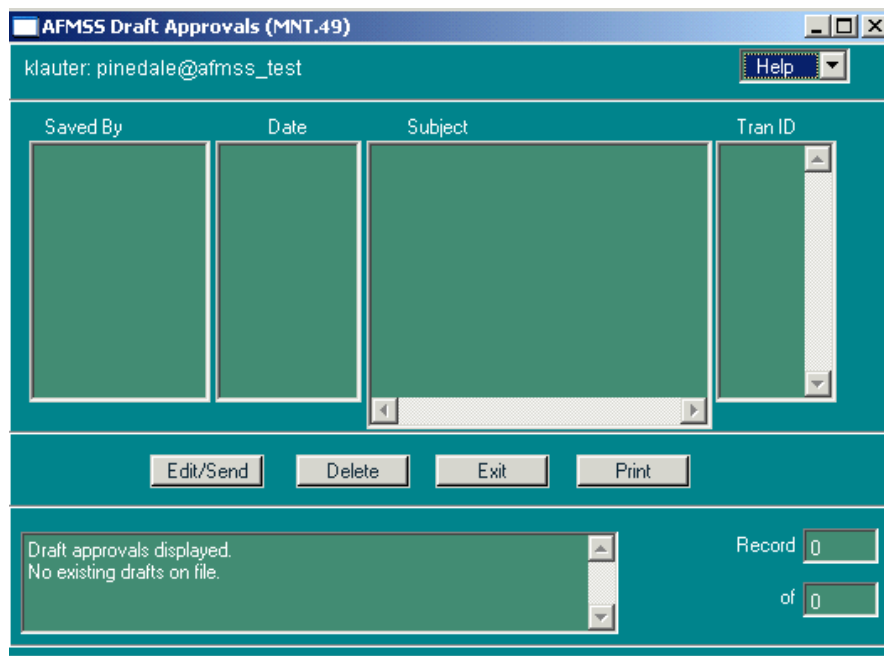 AFMSS Draft Approvals (MNT.49)
klauter: pinedale@afmss_test
Help
Saved By Date Subject Tran ID
Edit/Send Delete Exit Print
Draft approvals displayed.
No existing drafts on file.
Record 0
of 0